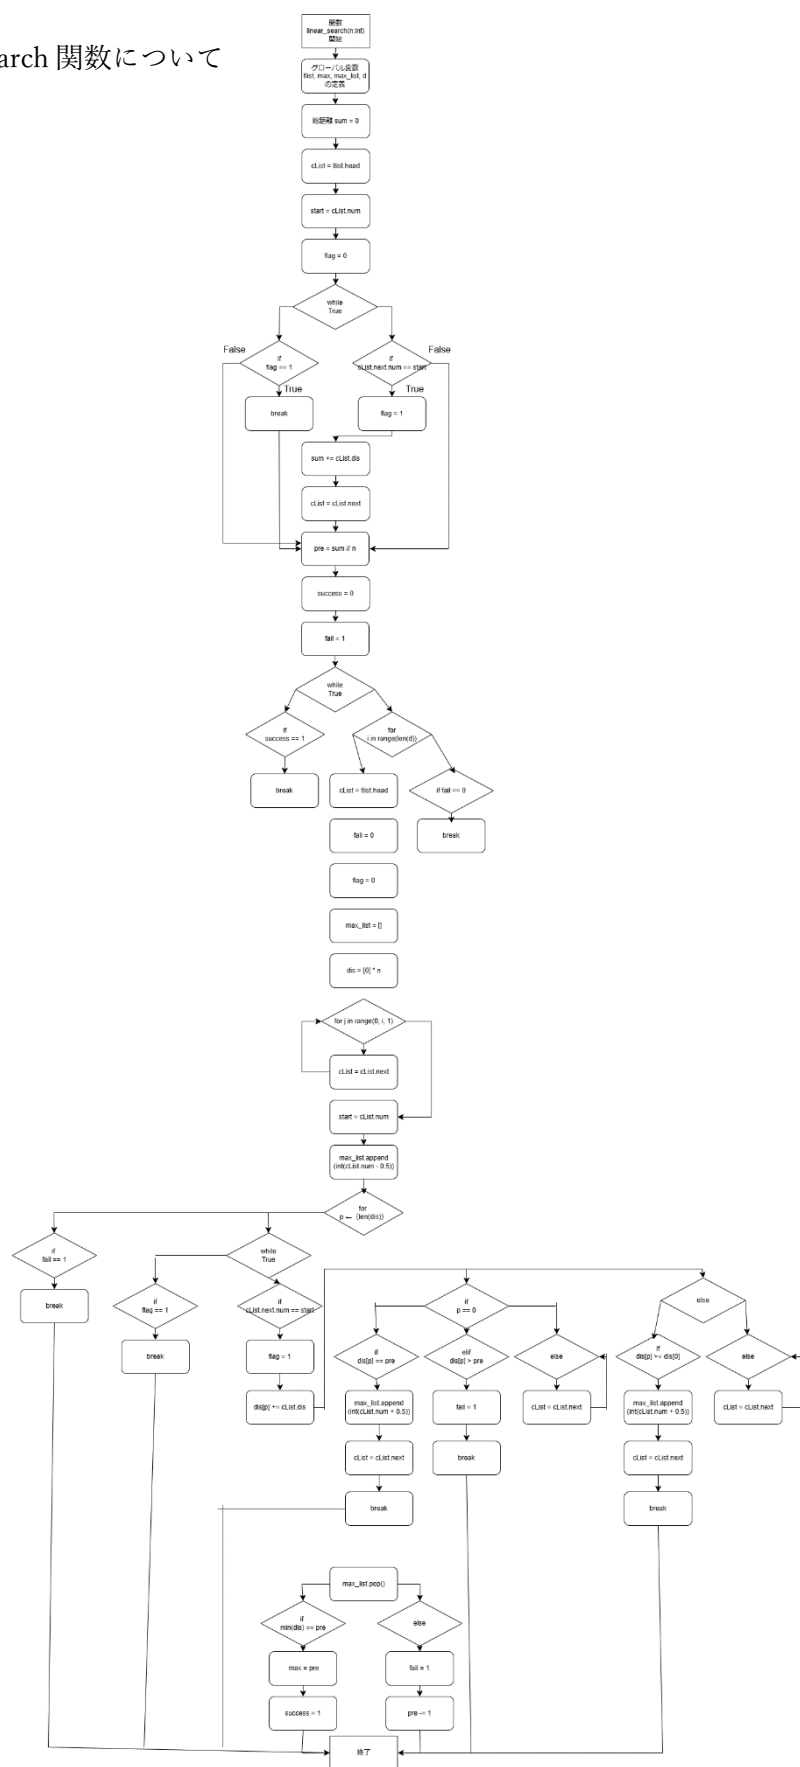 arch 関数について
関数
linear_search(n:int)
開始
グローバル変数
tlist, max, max_list, d
の定義
総距離 sum = 0
cList = tlist.head
start = cList.num
flag = 0
while
True
False
if
flag == 1
if
cList.next.num == start
False
True
True
break
flag = 1
sum += cList.dis
cList = cList.next
pre = sum // n
success = 0
fail = 1
while
True
if
success == 1
for
i in range(len(d))
break
cList = tlist.head
if fail == 0
fail = 0
break
flag = 0
max_list = []
dis = [0] * n
for j in range(0, i, 1)
cList = cList.next
start = cList.num
max_list.append
(int(cList.num - 0.5))
for
p ← (len(dis))
if
fail == 1
while
True
break
if
flag == 1
if
cList.next.num == start
if
p == 0
else
break
flag = 1
if
dis[p] == pre
elif
dis[p] > pre
else
if
dis[p] >= dis[0]
else
dis[p] += cList.dis
max_list.append
(int(cList.num + 0.5))
fail = 1
cList = cList.next
max_list.append
(int(cList.num + 0.5))
cList = cList.next
cList = cList.next
break
cList = cList.next
break
break
max_list.pop()
if
min(dis) == pre
else
max = pre
fail = 1
success = 1
pre -= 1
終了